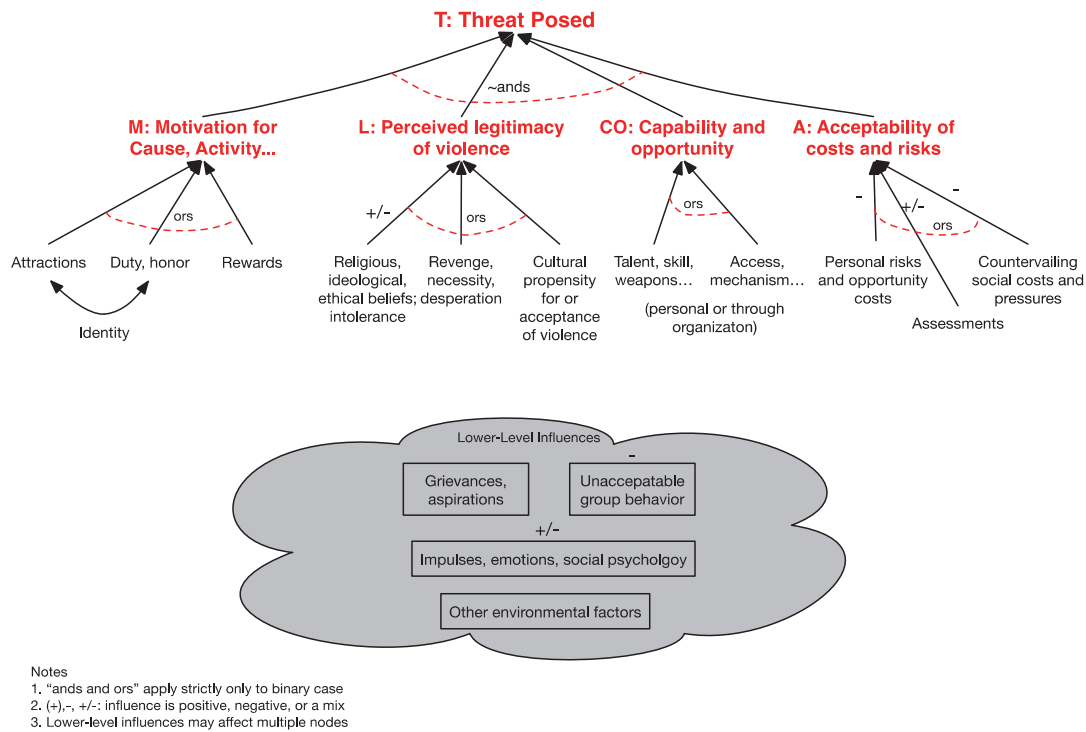 T: Threat Posed
~ands
M: Motivation for
Cause, Activity...
L: Perceived legitimacy
of violence
CO: Capability and
opportunity
A: Acceptability of
costs and risks
ors
+/-
ors
ors
-
+/-
-
ors
Attractions
Duty, honor
Rewards
Identity
Religious,
ideological,
ethical beliefs;
intolerance
Revenge,
necessity,
desperation
Cultural
propensity
for or
acceptance
of violence
Talent, skill,
weapons...
Access,
mechanism...
(personal or through
organizaton)
Personal risks
and opportunity
costs
Assessments
Countervailing
social costs and
pressures
Lower-Level Influences
Grievances,
aspirations
-
Unaccepatable
group behavior
+/-
Impulses, emotions, social psycholgoy
Other environmental factors
Notes
1. “ands and ors” apply strictly only to binary case
2. (+),-, +/-: influence is positive, negative, or a mix
3. Lower-level influences may affect multiple nodes